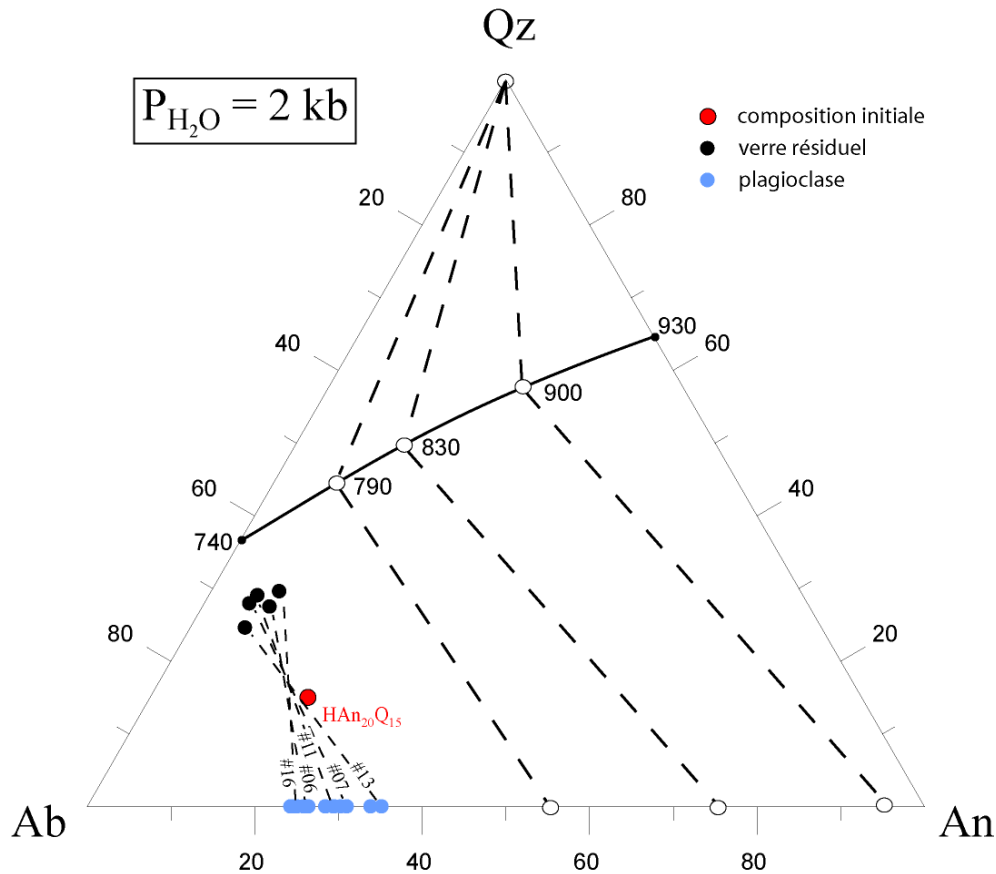 Qz
P_H2O = 2 kb
composition initiale
verre résiduel
plagioclase
20
80
930
40
60
900
830
60
790
40
740
80
20
HAn20Q15
#16
#06
#11
#07
#13
Ab
An
20
40
60
80